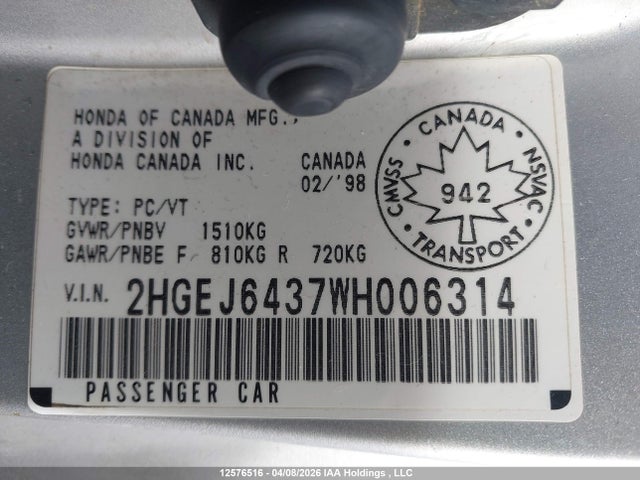 HONDA OF CANADA MFG.,
A DIVISION OF
HONDA CANADA INC. CANADA
02/'98
TYPE: PC/VT
GVWR/PNBV 1510KG
GAWR/PNBE F 810KG R 720KG
CANADA
CMVSS
NSVAC
942
TRANSPORT
V.I.N. 2HGEJ6437WH006314
PASSENGER CAR
12576516 - 04/08/2026 IAA Holdings , LLC